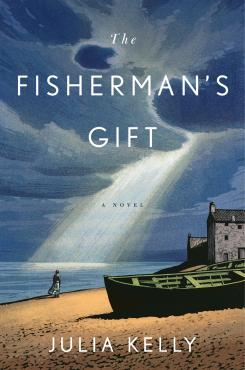 The
FISHERMAN'S
GIFT
A NOVEL
JULIA KELLY